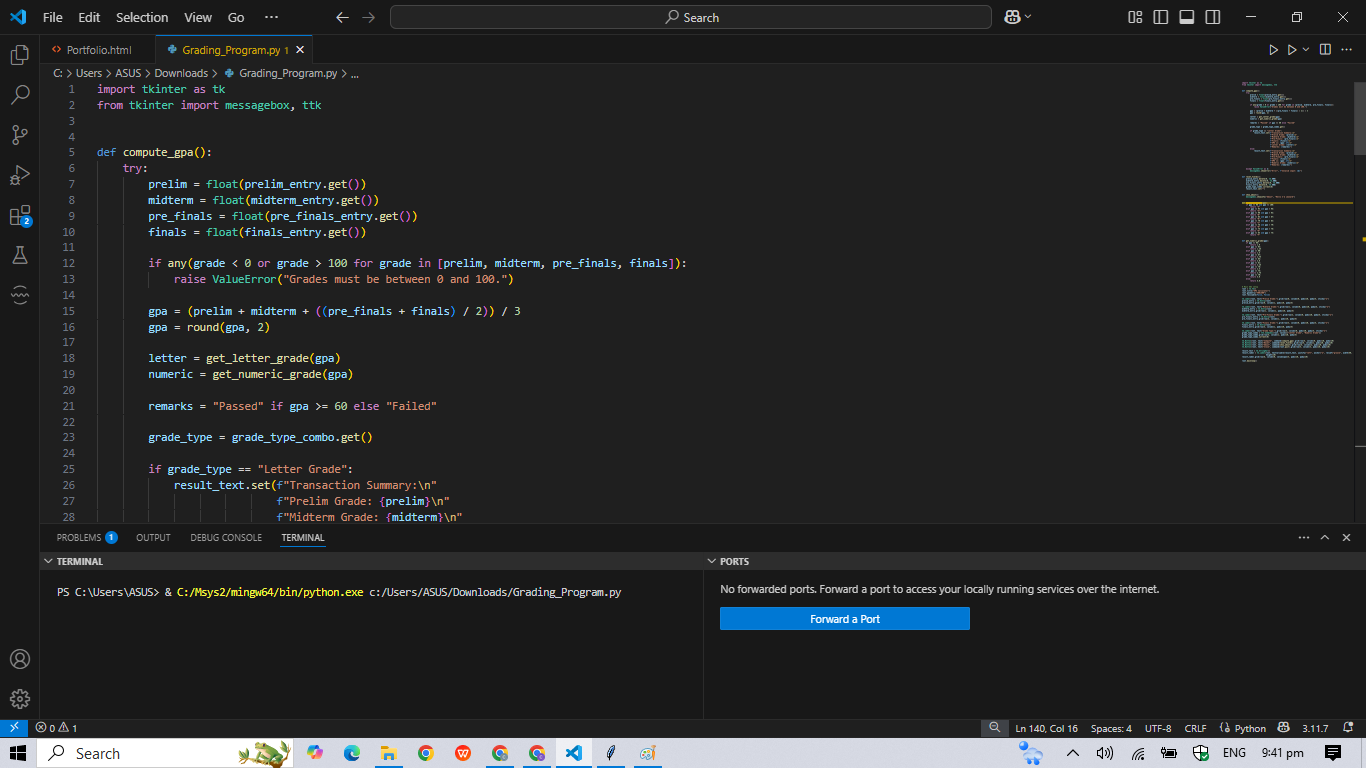 File Edit Selection View Go ··· Search
Portfolio.html Grading_Program.py 1
C: > Users > ASUS > Downloads > Grading_Program.py > ...
1 import tkinter as tk
2 from tkinter import messagebox, ttk
3
4
5 def compute_gpa():
6 try:
7 prelim = float(prelim_entry.get())
8 midterm = float(midterm_entry.get())
9 pre_finals = float(pre_finals_entry.get())
10 finals = float(finals_entry.get())
11
12 if any(grade < 0 or grade > 100 for grade in [prelim, midterm, pre_finals, finals]):
13 raise ValueError("Grades must be between 0 and 100.")
14
15 gpa = (prelim + midterm + ((pre_finals + finals) / 2)) / 3
16 gpa = round(gpa, 2)
17
18 letter = get_letter_grade(gpa)
19 numeric = get_numeric_grade(gpa)
20
21 remarks = "Passed" if gpa >= 60 else "Failed"
22
23 grade_type = grade_type_combo.get()
24
25 if grade_type == "Letter Grade":
26 result_text.set(f"Transaction Summary:\n"
27 f"Prelim Grade: {prelim}\n"
28 f"Midterm Grade: {midterm}\n"
2
PROBLEMS 1 OUTPUT DEBUG CONSOLE TERMINAL
TERMINAL
PS C:\Users\ASUS> & C:/Msys2/mingw64/bin/python.exe c:/Users/ASUS/Downloads/Grading_Program.py
PORTS
No forwarded ports. Forward a port to access your locally running services over the internet.
Forward a Port
0 1 Ln 140, Col 16 Spaces: 4 UTF-8 CRLF Python 3.11.7
Search ENG 9:41 pm